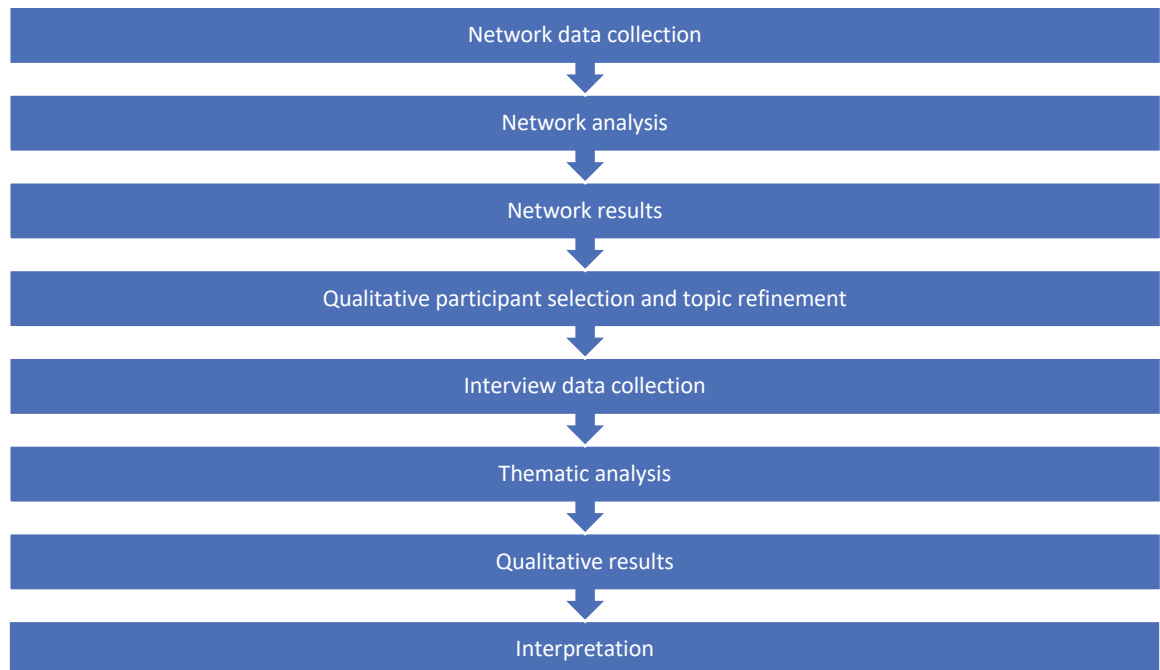 Network data collection
Network analysis
Network results
Qualitative participant selection and topic refinement
Interview data collection
Thematic analysis
Qualitative results
Interpretation